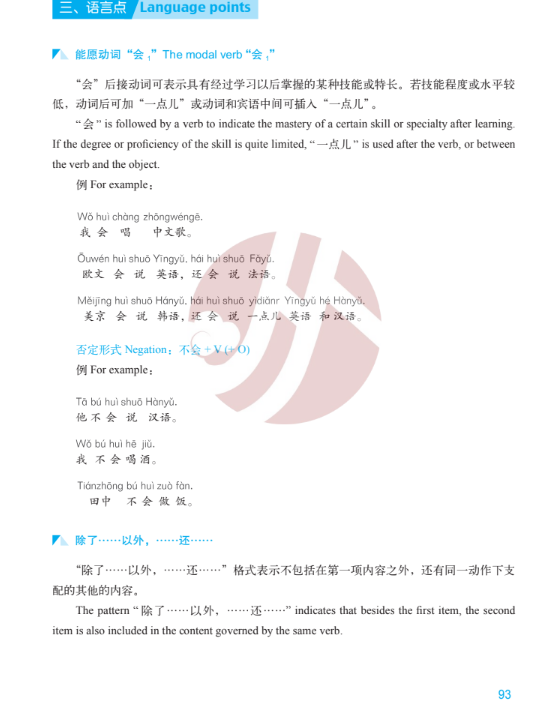 三、语言点 Language points
能愿动词“会₁” The modal verb “会₁”
“会”后接动词可表示具有经过学习以后掌握的某种技能或特长。若技能程度或水平较
低，动词后可加“一点儿”或动词和宾语中间可插入“一点儿”。
“会” is followed by a verb to indicate the mastery of a certain skill or specialty after learning.
If the degree or proficiency of the skill is quite limited, “一点儿” is used after the verb, or between
the verb and the object.
例 For example：
Wǒ huì chàng zhōngwéngē.
我 会 唱 中文歌。
Ōuwén huì shuō Yīngyǔ, hái huì shuō Fǎyǔ.
欧文 会 说 英语，还 会 说 法语。
Měijīng huì shuō Hányǔ, hái huì shuō yìdiǎnr Yīngyǔ hé Hànyǔ.
美京 会 说 韩语，还 会 说 一点儿 英语 和 汉语。
否定形式 Negation：不会 + V (+ O)
例 For example：
Tā bú huì shuō Hànyǔ.
他 不 会 说 汉语。
Wǒ bú huì hē jiǔ.
我 不 会 喝 酒。
Tiánzhōng bú huì zuò fàn.
田中 不 会 做 饭。
除了……以外，……还……
“除了……以外，……还……”格式表示不包括在第一项内容之外，还有同一动作下支
配的其他的内容。
The pattern “除了……以外，……还……” indicates that besides the first item, the second
item is also included in the content governed by the same verb.
93